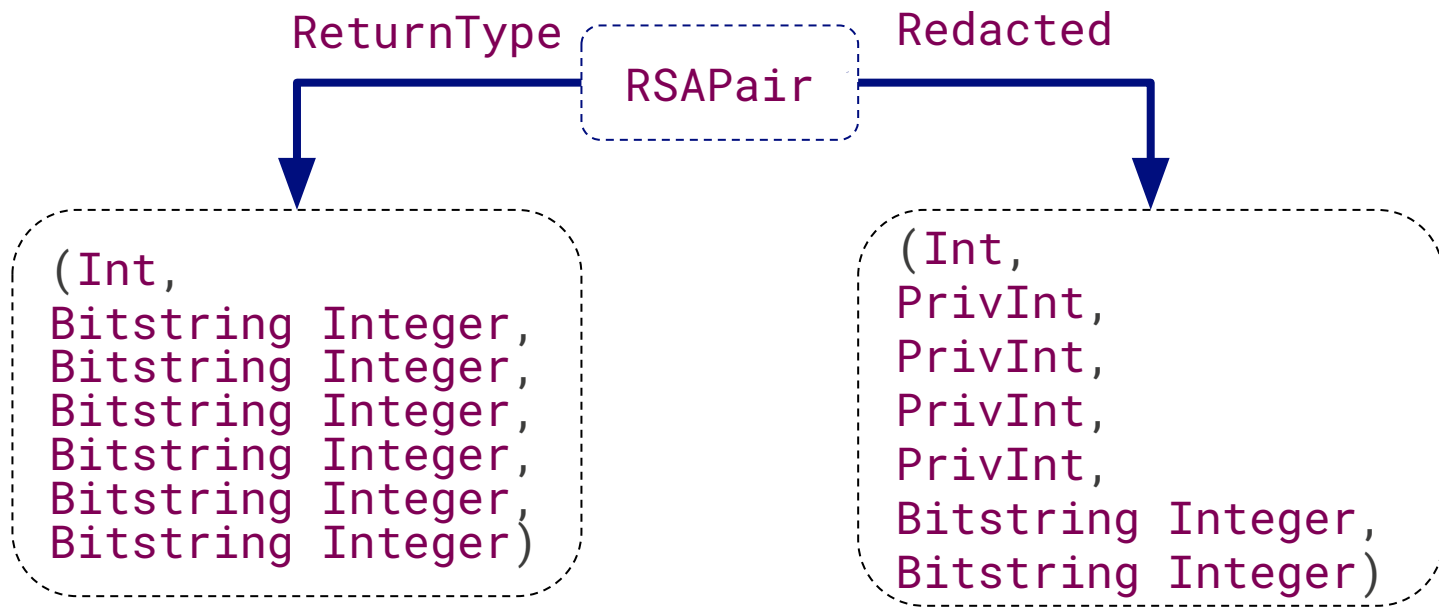 ReturnType
RSAPair
Redacted
(Int,
Bitstring Integer,
Bitstring Integer,
Bitstring Integer,
Bitstring Integer,
Bitstring Integer,
Bitstring Integer)
(Int,
PrivInt,
PrivInt,
PrivInt,
PrivInt,
Bitstring Integer,
Bitstring Integer)